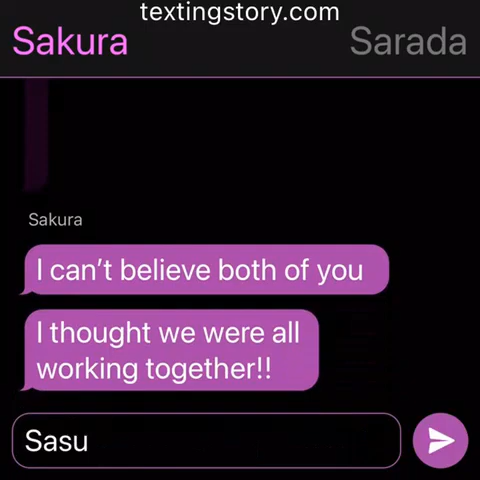 textingstory.com
Sakura Sarada
Sakura
I can't believe both of you
I thought we were all
working together!!
Sasu